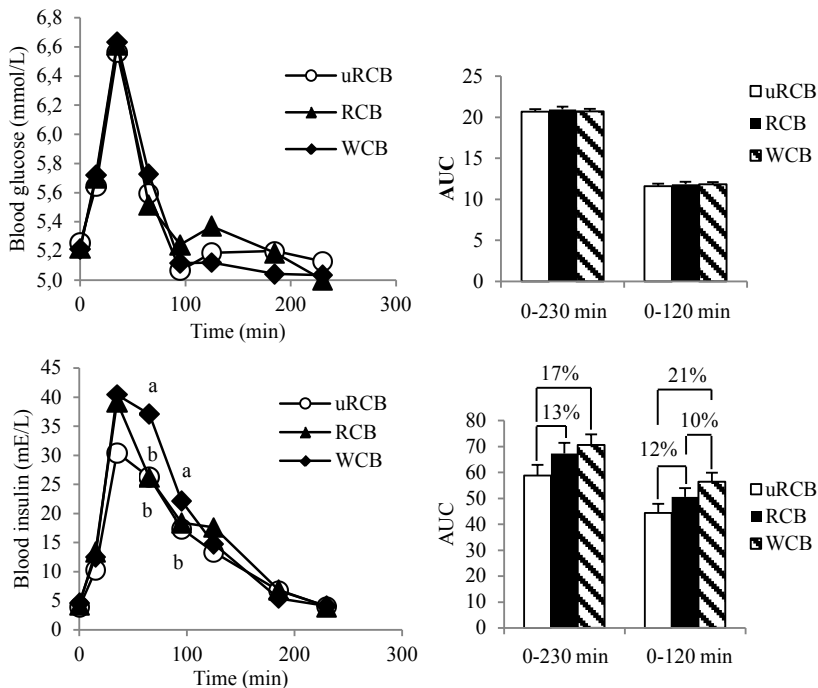 Blood glucose (mmol/L)
6,8
6,6
6,4
6,2
6,0
5,8
5,6
5,4
5,2
5,0
0
100
200
300
Time (min)
uRCB
RCB
WCB
AUC
25
20
15
10
5
0
0-230 min
0-120 min
uRCB
RCB
WCB
Blood insulin (mE/L)
45
40
35
30
25
20
15
10
5
0
a
b
a
b
b
0
100
200
300
Time (min)
uRCB
RCB
WCB
AUC
80
70
60
50
40
30
20
10
0
17%
13%
21%
12%
10%
0-230 min
0-120 min
uRCB
RCB
WCB